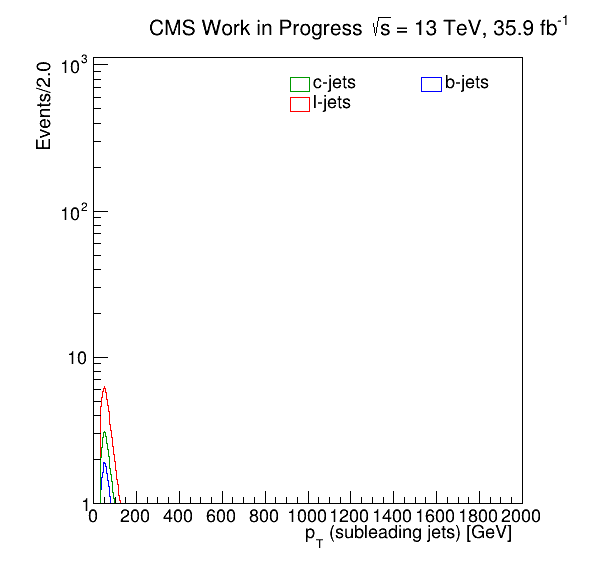 CMS Work in Progress √s = 13 TeV, 35.9 fb⁻¹
Events/2.0
c-jets b-jets
l-jets
10³
10²
10
1
0 200 400 600 800 1000 1200 1400 1600 1800 2000
p_T (subleading jets) [GeV]